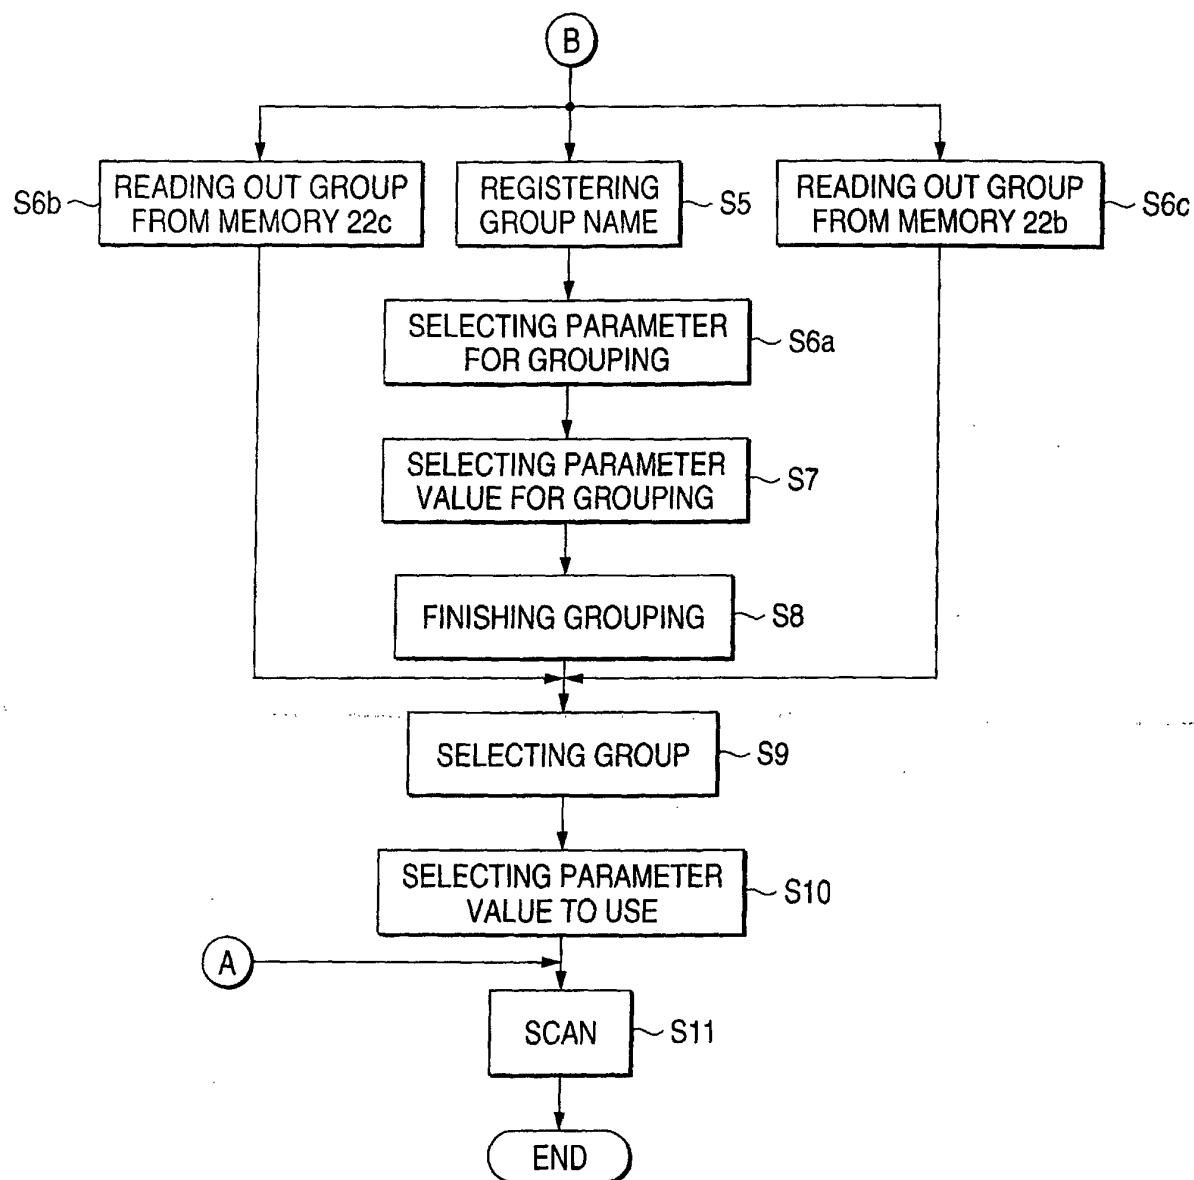 B
S6b
READING OUT GROUP
FROM MEMORY 22c
REGISTERING
GROUP NAME
S5
READING OUT GROUP
FROM MEMORY 22b
S6c
SELECTING PARAMETER
FOR GROUPING
S6a
SELECTING PARAMETER
VALUE FOR GROUPING
S7
FINISHING GROUPING
S8
SELECTING GROUP
S9
SELECTING PARAMETER
VALUE TO USE
S10
A
SCAN
S11
END